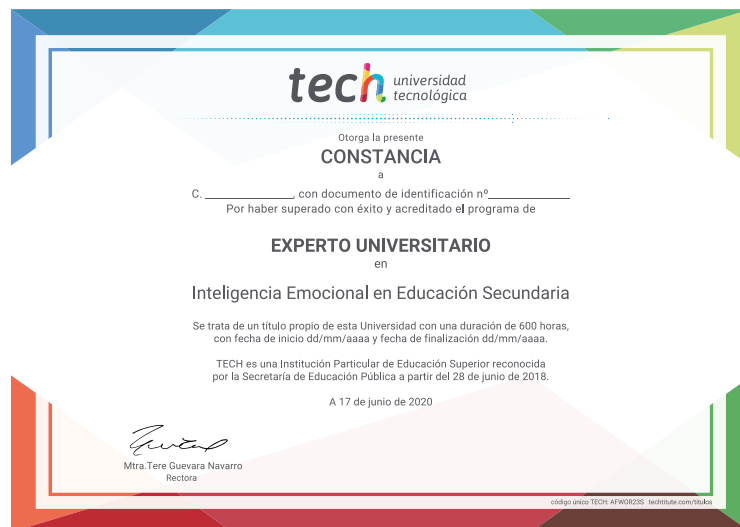 tech universidad
tecnológica
Otorga la presente
CONSTANCIA
a
C. ______________, con documento de identificación nº______________
Por haber superado con éxito y acreditado el programa de
EXPERTO UNIVERSITARIO
en
Inteligencia Emocional en Educación Secundaria
Se trata de un título propio de esta Universidad con una duración de 600 horas,
con fecha de inicio dd/mm/aaaa y fecha de finalización dd/mm/aaaa.
TECH es una Institución Particular de Educación Superior reconocida
por la Secretaría de Educación Pública a partir del 28 de junio de 2018.
A 17 de junio de 2020
Mtra.Tere Guevara Navarro
Rectora
código único TECH: AFWOR23S techtitute.com/titulos